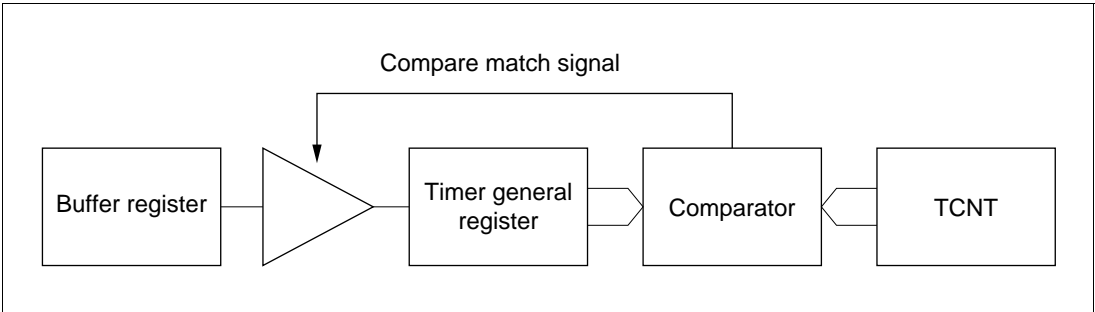 Compare match signal
Buffer register
Timer general
register
Comparator
TCNT